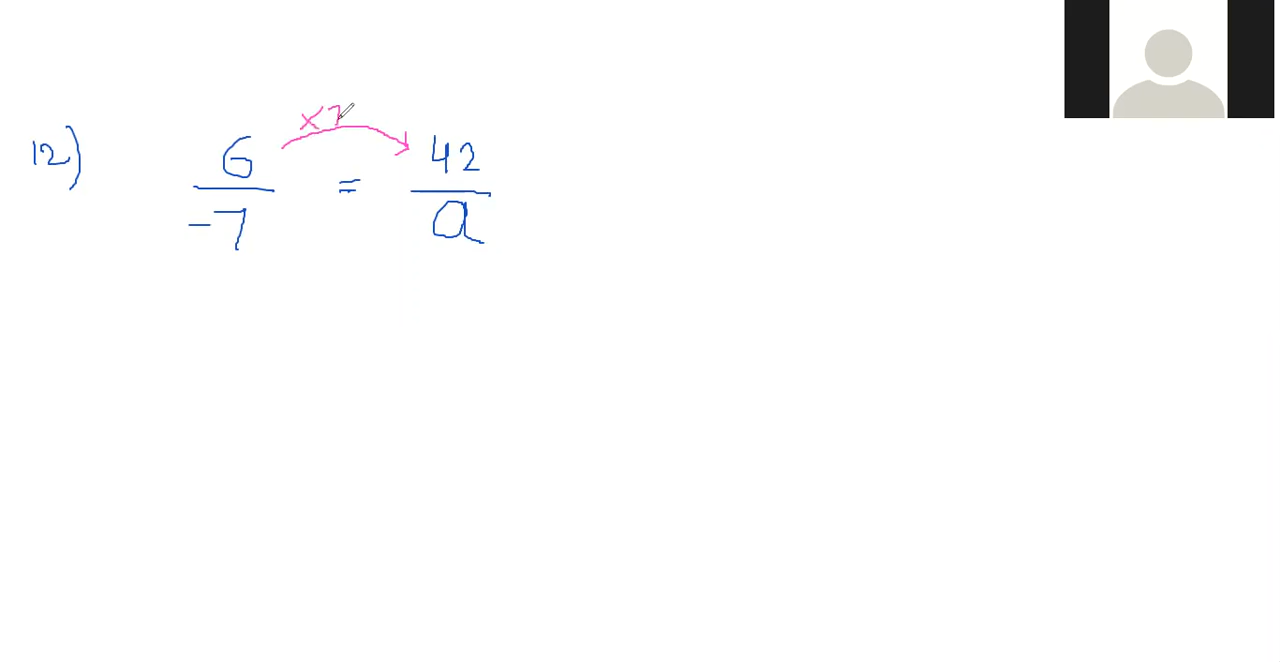 ×7
12) 6/-7 = 42/a